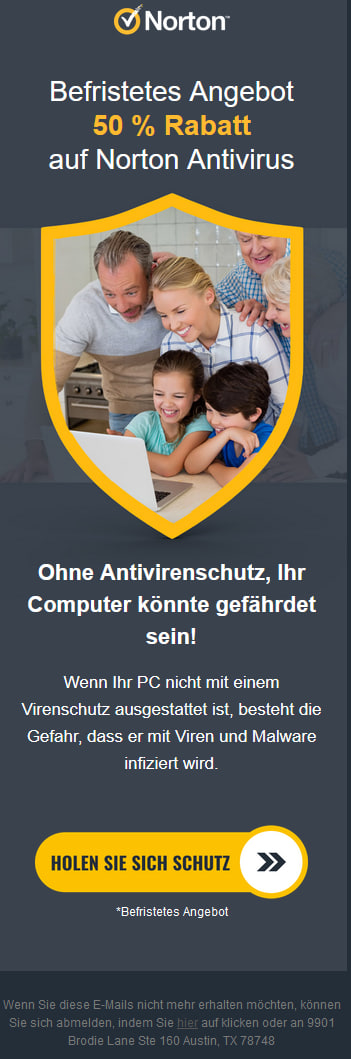 Norton™
Befristetes Angebot
50 % Rabatt
auf Norton Antivirus
Ohne Antivirenschutz, Ihr
Computer könnte gefährdet
sein!
Wenn Ihr PC nicht mit einem
Virenschutz ausgestattet ist, besteht die
Gefahr, dass er mit Viren und Malware
infiziert wird.
HOLEN SIE SICH SCHUTZ
*Befristetes Angebot
Wenn Sie diese E-Mails nicht mehr erhalten möchten, können
Sie sich abmelden, indem Sie hier auf klicken oder an 9901
Brodie Lane Ste 160 Austin, TX 78748